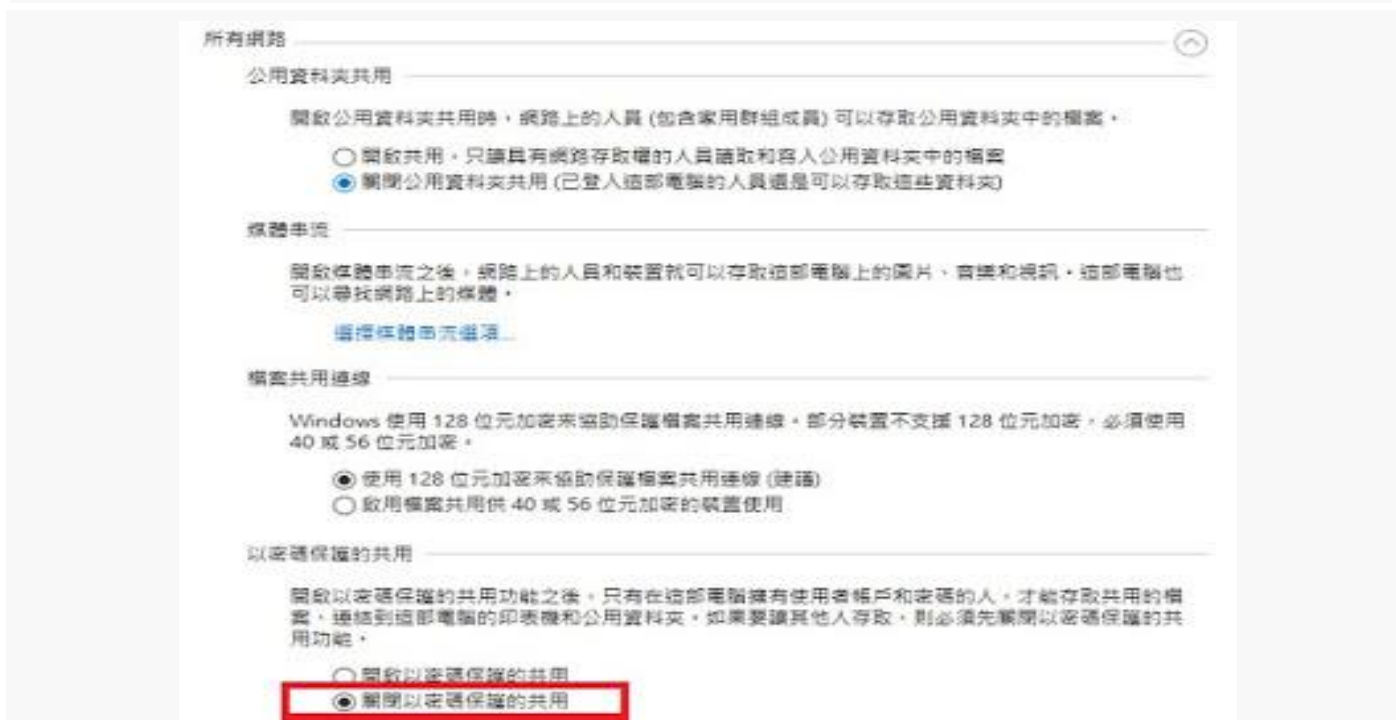 所有網路
公用資料夾共用
開啟公用資料夾共用時，網路上的人員 (包含家用群組成員) 可以存取公用資料夾中的檔案。
開啟共用，只讓具有網路存取權的人員讀取和容入公用資料夾中的檔案
關閉公用資料夾共用 (已登入這部電腦的人員還是可以存取這些資料夾)
媒體串流
開啟媒體串流之後，網路上的人員和裝置就可以存取這部電腦上的圖片、音樂和視訊。這部電腦也
可以尋找網路上的媒體。
選擇媒體串流選項...
檔案共用連線
Windows 使用 128 位元加密來協助保護檔案共用連線。部分裝置不支援 128 位元加密，必須使用
40 或 56 位元加密。
使用 128 位元加密來協助保護檔案共用連線 (建議)
啟用檔案共用供 40 或 56 位元加密的裝置使用
以密碼保護的共用
開啟以密碼保護的共用功能之後，只有在這部電腦擁有使用者帳戶和密碼的人，才能存取共用的檔
案、連結到這部電腦的印表機和公用資料夾。如果要讓其他人存取，則必須先關閉以密碼保護的共
用功能。
開啟以密碼保護的共用
關閉以密碼保護的共用